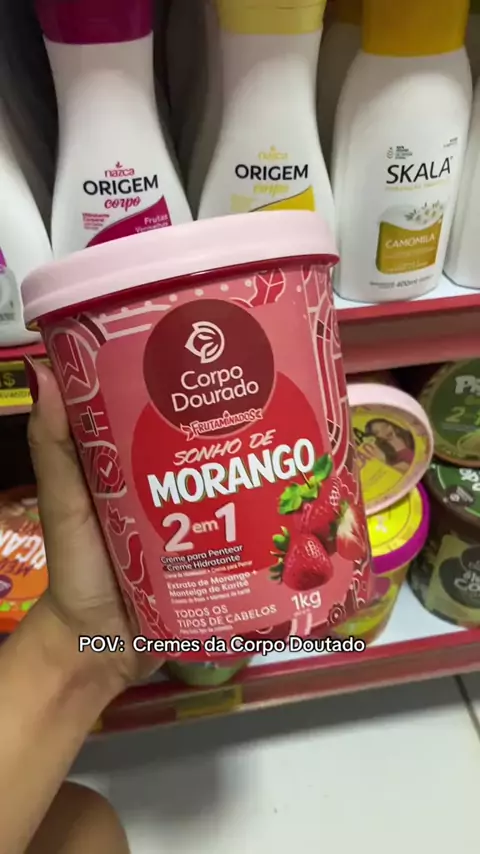 nazca
ORIGEM
corpo
Frutas
nazca
ORIGEM
corpo
SKALA
CAMOMILA
400ml
Corpo
Dourado
FRUTAMINADOS
SONHO DE
MORANGO
2 em 1
Creme para Pentear
Creme Hidratante
Extrato de Morango +
Manteiga de Karité
TODOS OS
TIPOS DE CABELOS
1kg
POV: Cremes da Corpo Doutado